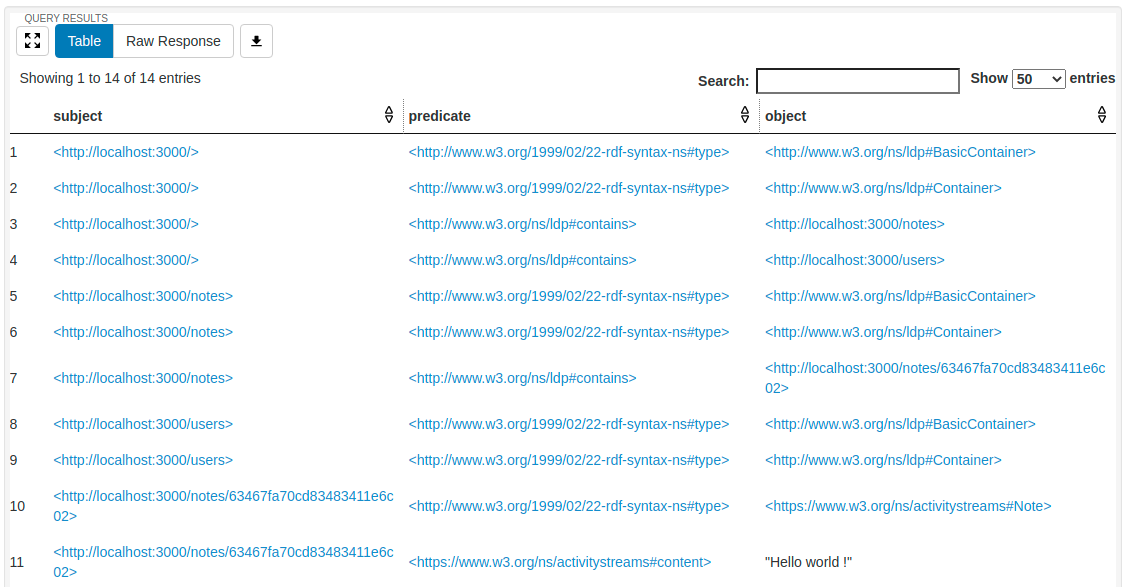 QUERY RESULTS
Table Raw Response
Showing 1 to 14 of 14 entries Search: Show 50 entries
subject predicate object
1 <http://localhost:3000/> <http://www.w3.org/1999/02/22-rdf-syntax-ns#type> <http://www.w3.org/ns/ldp#BasicContainer>
2 <http://localhost:3000/> <http://www.w3.org/1999/02/22-rdf-syntax-ns#type> <http://www.w3.org/ns/ldp#Container>
3 <http://localhost:3000/> <http://www.w3.org/ns/ldp#contains> <http://localhost:3000/notes>
4 <http://localhost:3000/> <http://www.w3.org/ns/ldp#contains> <http://localhost:3000/users>
5 <http://localhost:3000/notes> <http://www.w3.org/1999/02/22-rdf-syntax-ns#type> <http://www.w3.org/ns/ldp#BasicContainer>
6 <http://localhost:3000/notes> <http://www.w3.org/1999/02/22-rdf-syntax-ns#type> <http://www.w3.org/ns/ldp#Container>
7 <http://localhost:3000/notes> <http://www.w3.org/ns/ldp#contains> <http://localhost:3000/notes/63467fa70cd83483411e6c
02>
8 <http://localhost:3000/users> <http://www.w3.org/1999/02/22-rdf-syntax-ns#type> <http://www.w3.org/ns/ldp#BasicContainer>
9 <http://localhost:3000/users> <http://www.w3.org/1999/02/22-rdf-syntax-ns#type> <http://www.w3.org/ns/ldp#Container>
10 <http://localhost:3000/notes/63467fa70cd83483411e6c
02> <http://www.w3.org/1999/02/22-rdf-syntax-ns#type> <https://www.w3.org/ns/activitystreams#Note>
11 <http://localhost:3000/notes/63467fa70cd83483411e6c
02> <https://www.w3.org/ns/activitystreams#content> "Hello world !"